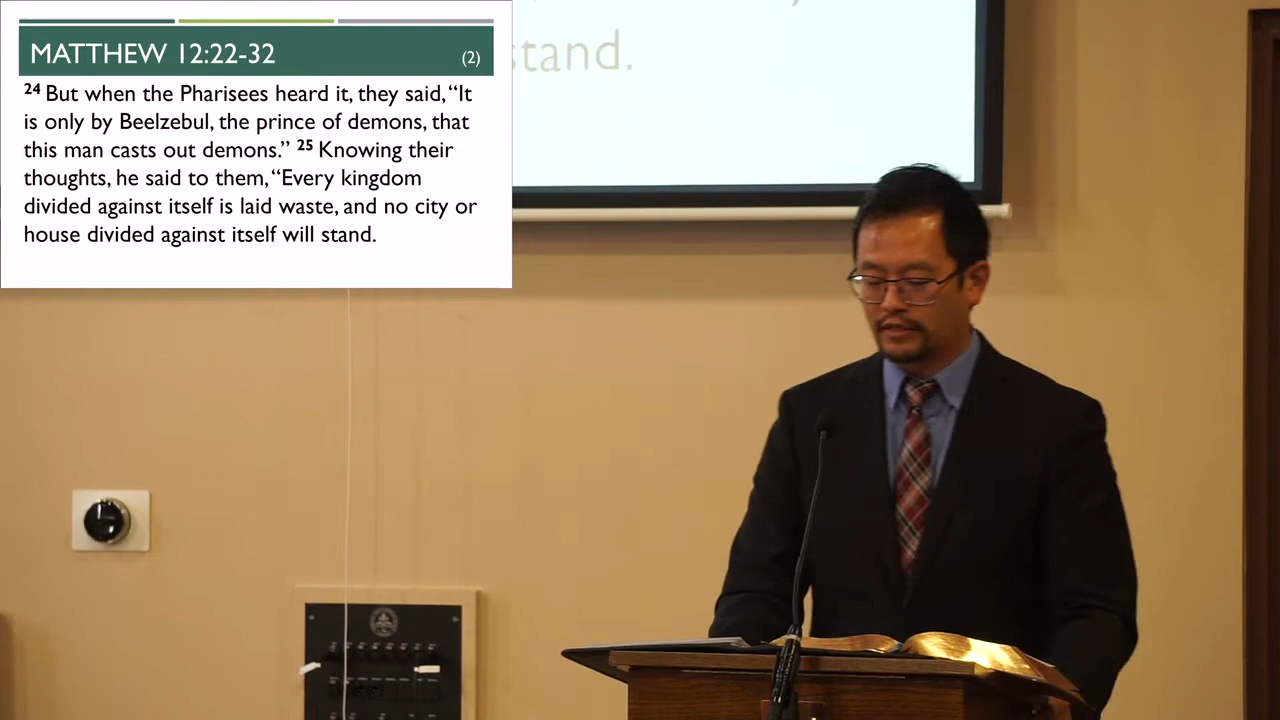 MATTHEW 12:22-32 (2)
24 But when the Pharisees heard it, they said, “It
is only by Beelzebul, the prince of demons, that
this man casts out demons.” 25 Knowing their
thoughts, he said to them, “Every kingdom
divided against itself is laid waste, and no city or
house divided against itself will stand.
stand.